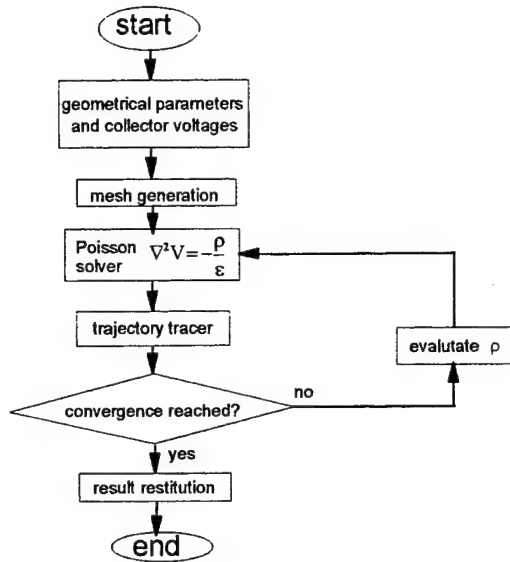 start
geometrical parameters
and collector voltages
mesh generation
Poisson
solver ∇²V=-ρ/ε
trajectory tracer
evalutate ρ
convergence reached?
no
yes
result restitution
end